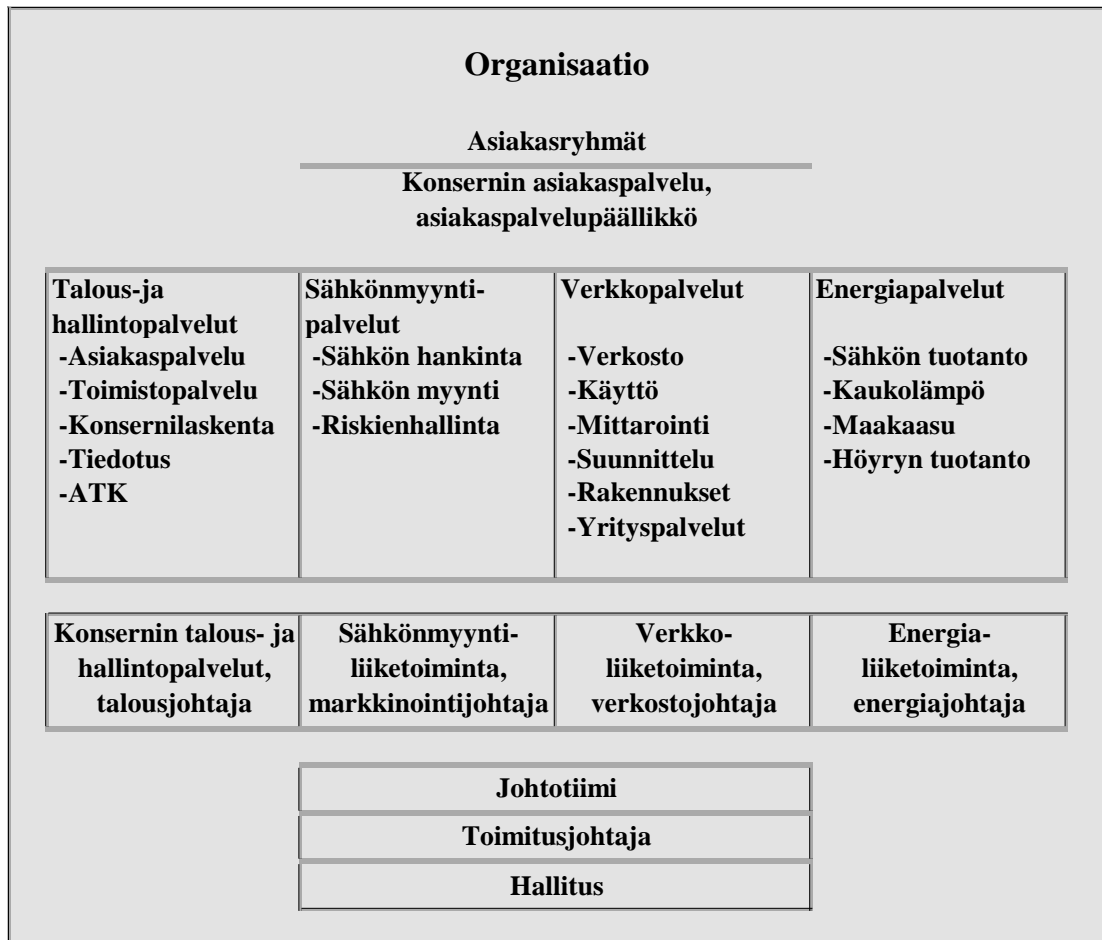 Organisaatio
Asiakasryhmät
Konsernin asiakaspalvelu,
asiakaspalvelupäällikkö
Talous-ja
hallintopalvelut
-Asiakaspalvelu
-Toimistopalvelu
-Konsernilaskenta
-Tiedotus
-ATK
Sähkönmyynti-
palvelut
-Sähkön hankinta
-Sähkön myynti
-Riskienhallinta
Verkkopalvelut
-Verkosto
-Käyttö
-Mittarointi
-Suunnittelu
-Rakennukset
-Yrityspalvelut
Energiapalvelut
-Sähkön tuotanto
-Kaukolämpö
-Maakaasu
-Höyryn tuotanto
Konsernin talous- ja
hallintopalvelut,
talousjohtaja
Sähkönmyynti-
liiketoiminta,
markkinointijohtaja
Verkko-
liiketoiminta,
verkostojohtaja
Energia-
liiketoiminta,
energiajohtaja
Johtotiimi
Toimitusjohtaja
Hallitus